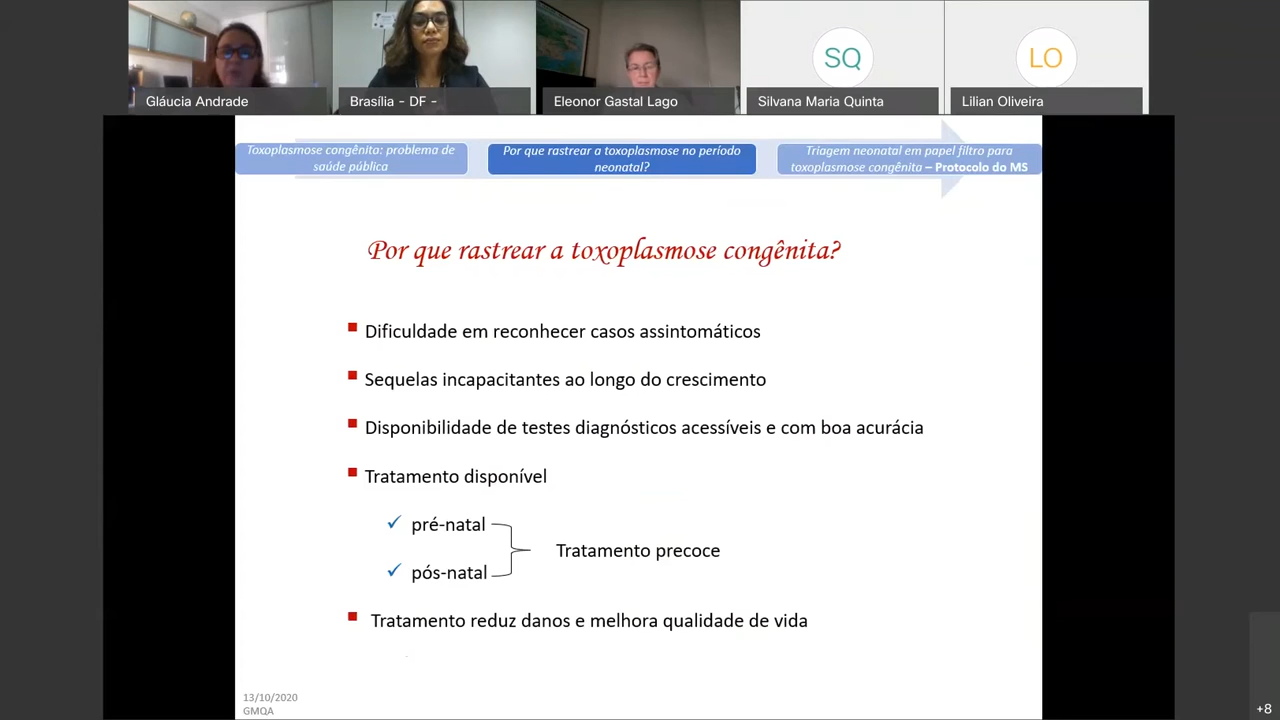 Gláucia Andrade
Brasília - DF -
Eleonor Gastal Lago
SQ
Silvana Maria Quinta
LO
Lilian Oliveira
Toxoplasmose congênita: problema de
saúde pública
Por que rastrear a toxoplasmose no período
neonatal?
Triagem neonatal em papel filtro para
toxoplasmose congênita – Protocolo do MS
Por que rastrear a toxoplasmose congênita?
Dificuldade em reconhecer casos assintomáticos
Sequelas incapacitantes ao longo do crescimento
Disponibilidade de testes diagnósticos acessíveis e com boa acurácia
Tratamento disponível
pré-natal
Tratamento precoce
pós-natal
Tratamento reduz danos e melhora qualidade de vida
13/10/2020
GMQA
+8